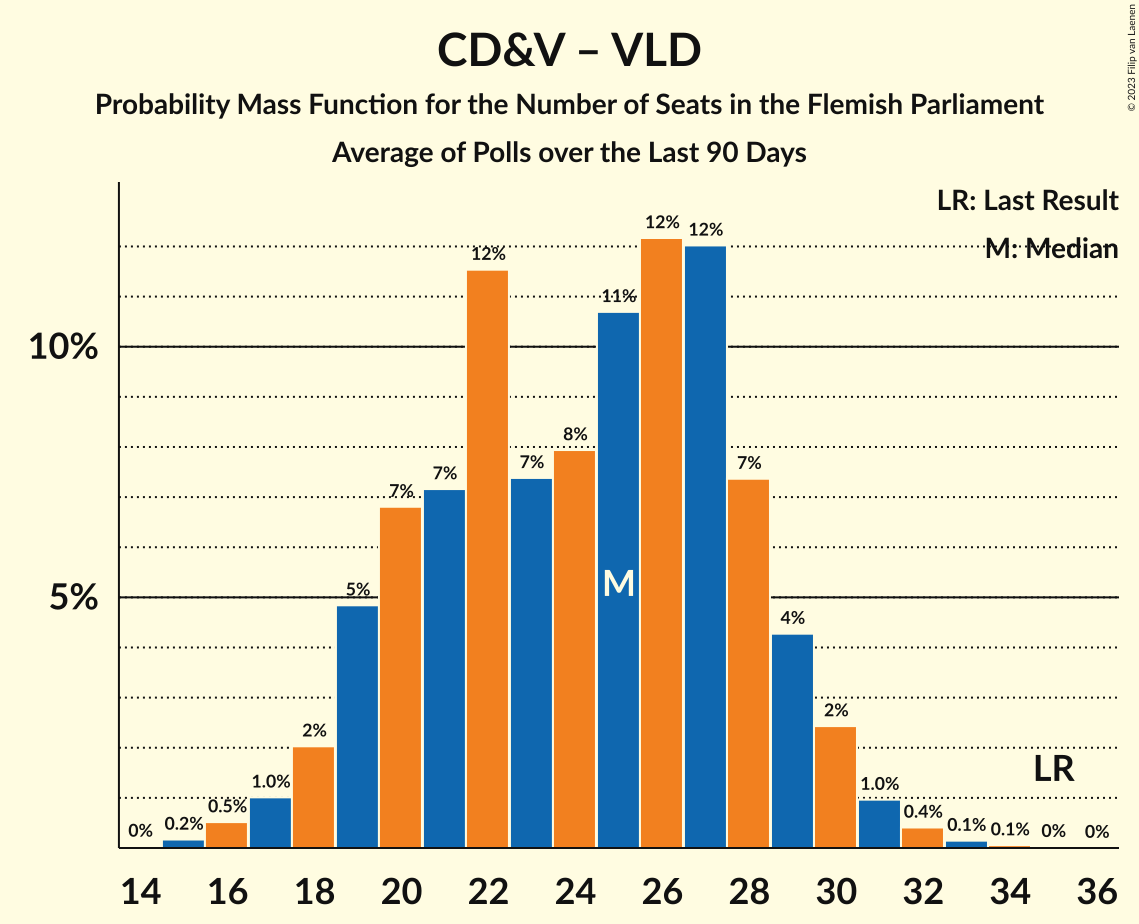 © 2023 Filip van Laenen
CD&V – VLD
Probability Mass Function for the Number of Seats in the Flemish Parliament
Average of Polls over the Last 90 Days
LR: Last Result
M: Median
10%
5%
0%
0.2%
0.5%
1.0%
2%
5%
7%
7%
12%
7%
8%
11%
12%
12%
7%
4%
2%
1.0%
0.4%
0.1%
0.1%
0%
0%
M
LR
14 16 18 20 22 24 26 28 30 32 34 36